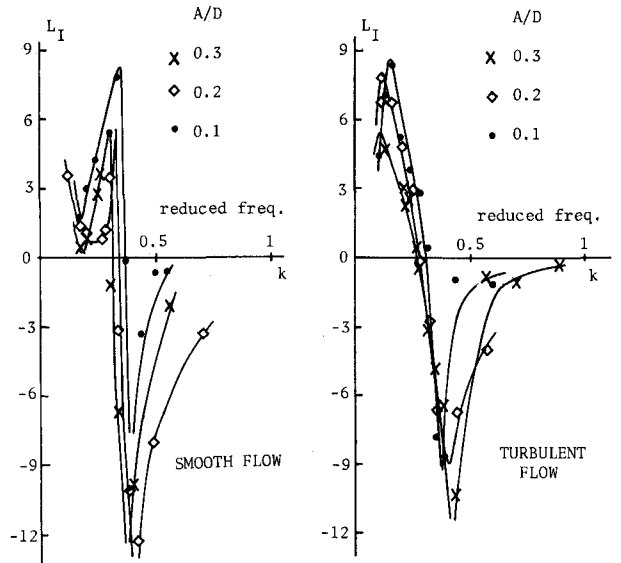 L_I
A/D
9
× 0.3
6
◇ 0.2
3
• 0.1
reduced freq.
0.5
1
0
k
-3
-6
-9
SMOOTH FLOW
-12
L_I
A/D
9
× 0.3
6
◇ 0.2
3
• 0.1
reduced freq.
0.5
1
0
k
-3
-6
-9
TURBULENT
FLOW
-12